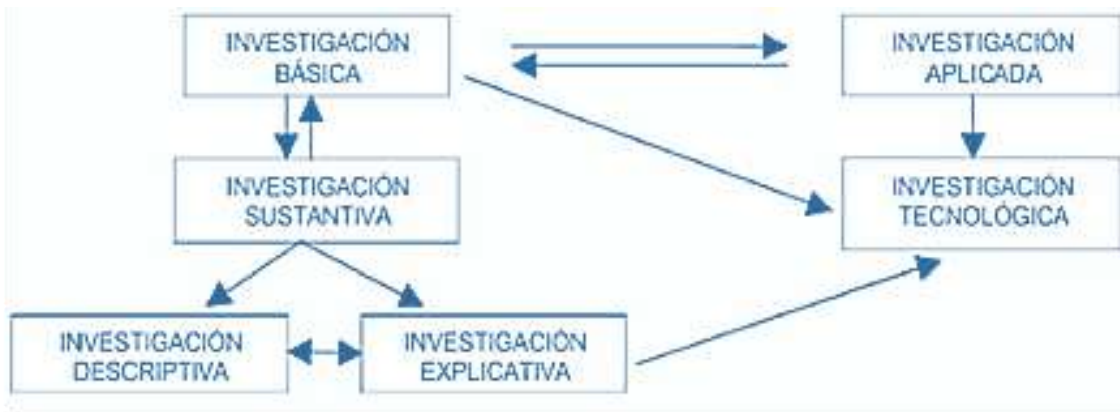 INVESTIGACIÓN
BÁSICA
INVESTIGACIÓN
APLICADA
INVESTIGACIÓN
SUSTANTIVA
INVESTIGACIÓN
TECNOLÓGICA
INVESTIGACIÓN
DESCRIPTIVA
INVESTIGACIÓN
EXPLICATIVA